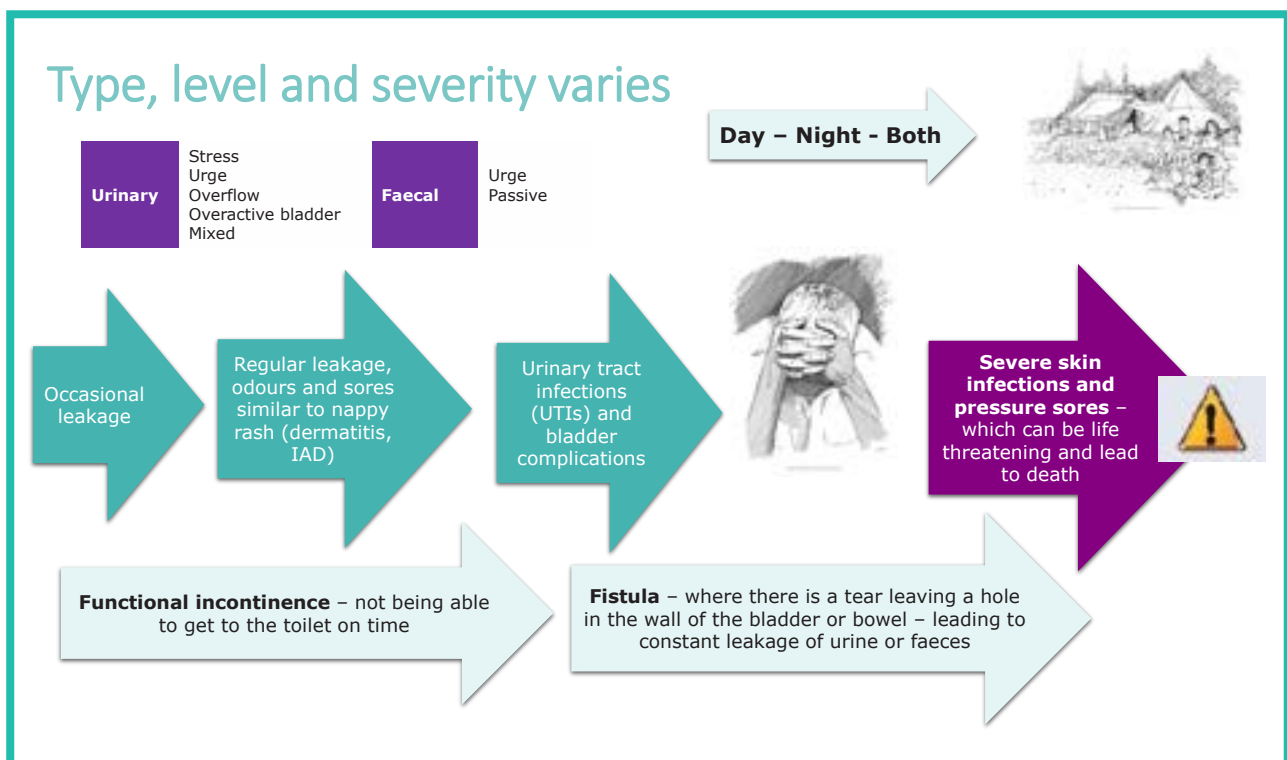 Type, level and severity varies
Day – Night - Both
Urinary
Stress
Urge
Overflow
Overactive bladder
Mixed
Faecal
Urge
Passive
Occasional
leakage
Regular leakage,
odours and sores
similar to nappy
rash (dermatitis,
IAD)
Urinary tract
infections
(UTIs) and
bladder
complications
Severe skin
infections and
pressure sores –
which can be life
threatening and lead
to death
Functional incontinence – not being able
to get to the toilet on time
Fistula – where there is a tear leaving a hole
in the wall of the bladder or bowel – leading to
constant leakage of urine or faeces